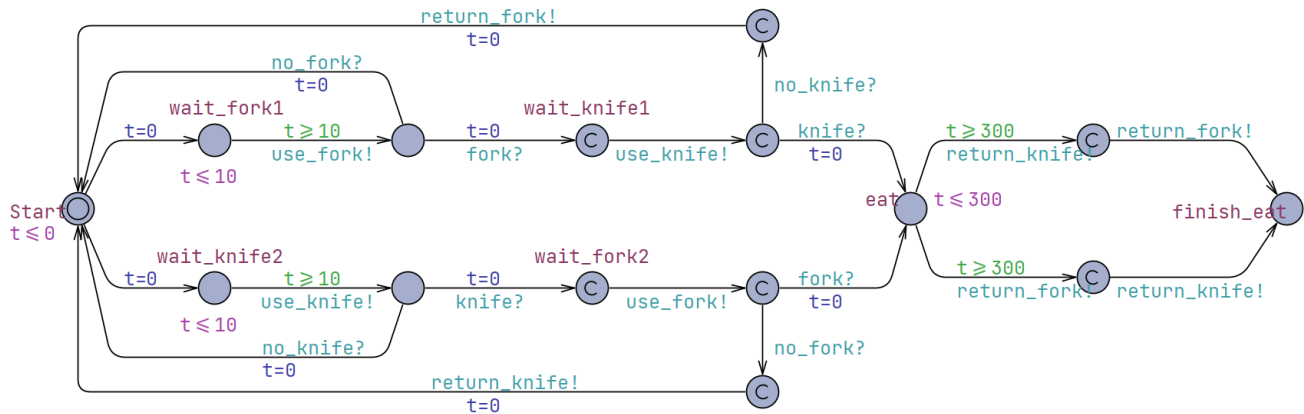 return_fork!
t=0
C
no_fork?
t=0
no_knife?
wait_fork1
wait_knife1
t=0
t⩾10
t=0
knife?
t⩾300
return_fork!
use_fork!
fork?
C
use_knife!
C
t=0
return_knife!
C
t⩽10
Start
t⩽0
eat
t⩽300
finish_eat
wait_knife2
wait_fork2
t=0
t⩾10
t=0
fork?
t⩾300
use_knife!
knife?
C
use_fork!
C
t=0
return_fork!
C
return_knife!
t⩽10
no_knife?
t=0
no_fork?
return_knife!
t=0
C